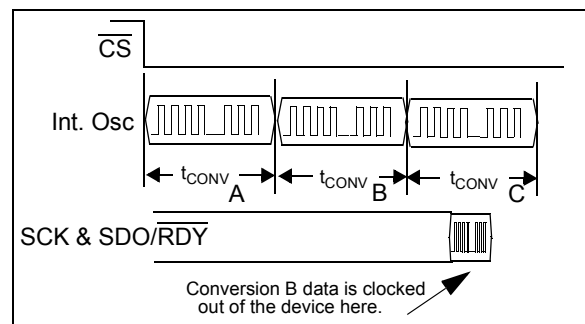 CS
Int. Osc
tCONV A tCONV B tCONV C
SCK & SDO/RDY
Conversion B data is clocked
out of the device here.